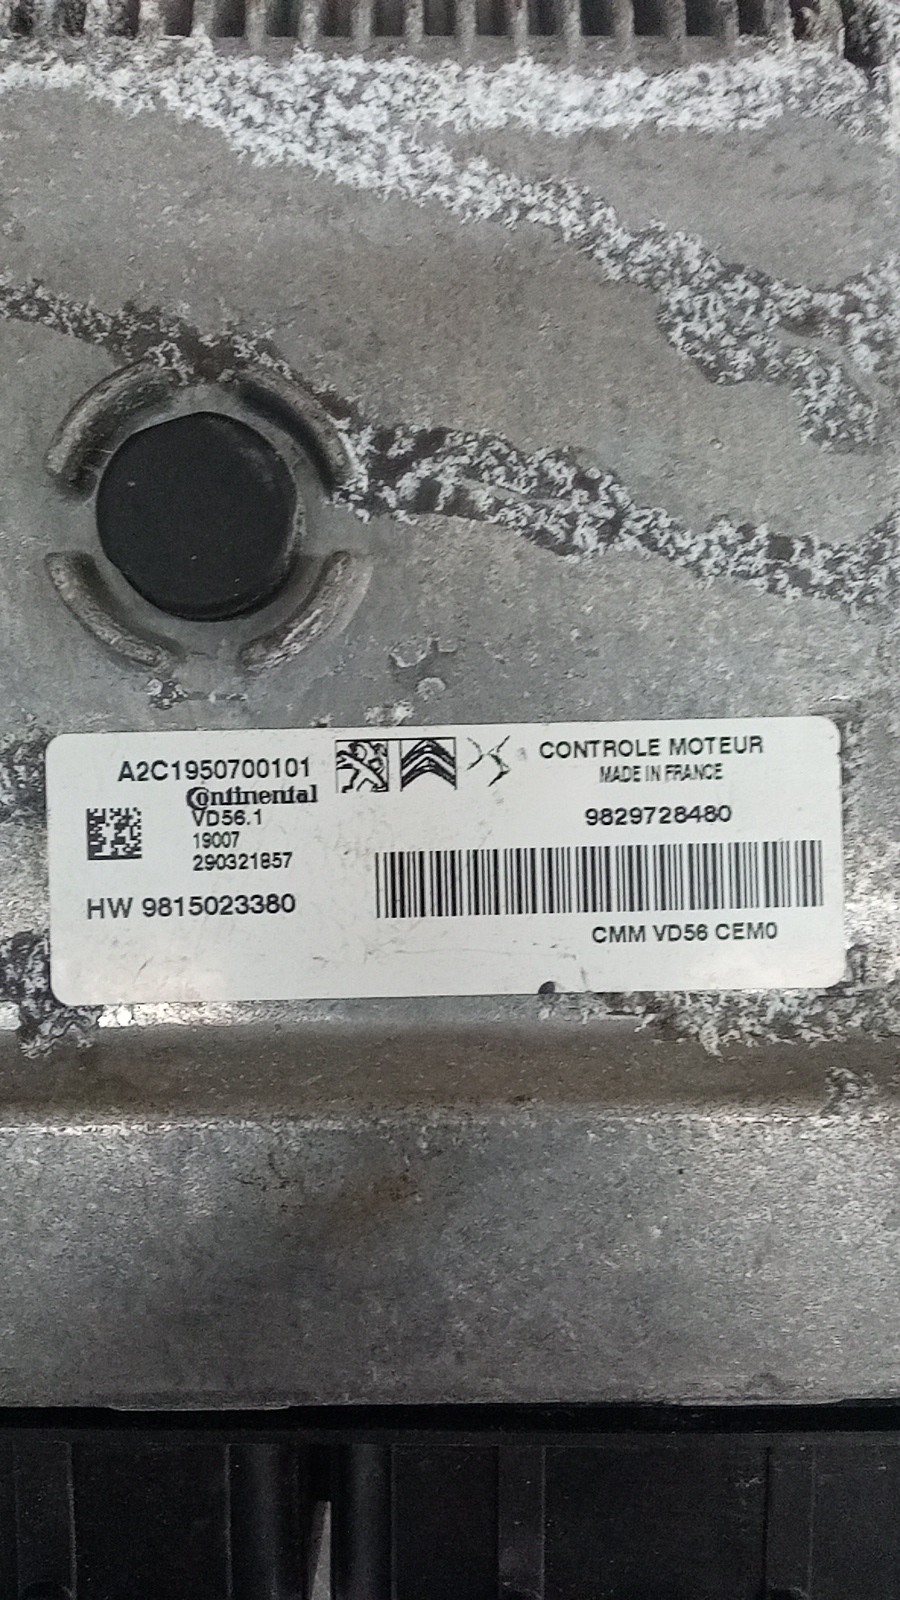 A2C1950700101
Continental
VD56.1
19007
290321857
HW 9815023380
CONTROLE MOTEUR
MADE IN FRANCE
9829728480
CMM VD56 CEM0